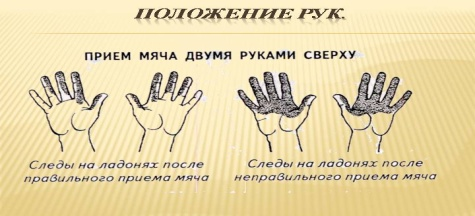 ПОЛОЖЕНИЕ РУК.
ПРИЕМ МЯЧА ДВУМЯ РУКАМИ СВЕРХУ
Следы на ладонях после
правильного приема мяча
Следы на ладонях после
неправильного приема мяча